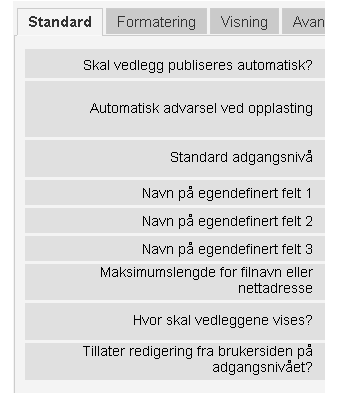 Standard Formatering Visning Avan
Skal vedlegg publiseres automatisk?
Automatisk advarsel ved opplasting
Standard adgangsnivå
Navn på egendefinert felt 1
Navn på egendefinert felt 2
Navn på egendefinert felt 3
Maksimumslengde for filnavn eller
nettadresse
Hvor skal vedleggene vises?
Tillater redigering fra brukersiden på
adgangsnivået?